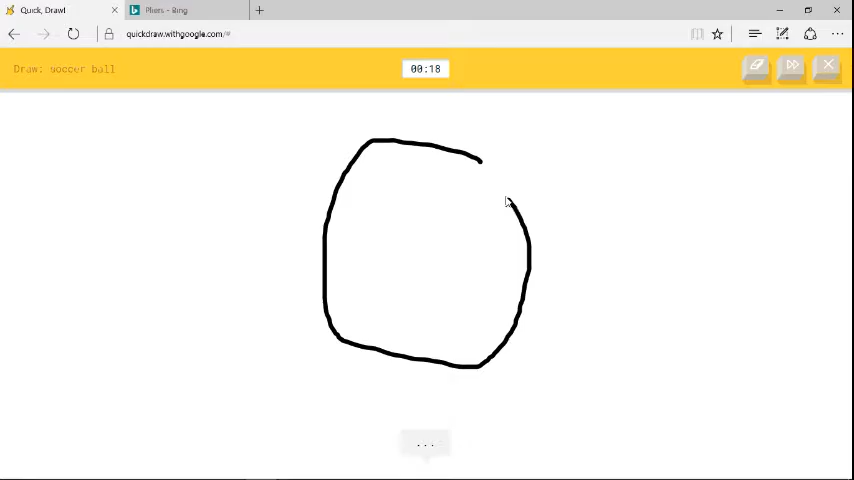 Quick, Draw!
Pliers - Bing
quickdraw.withgoogle.com/#
Draw: soccer ball
00:18
...